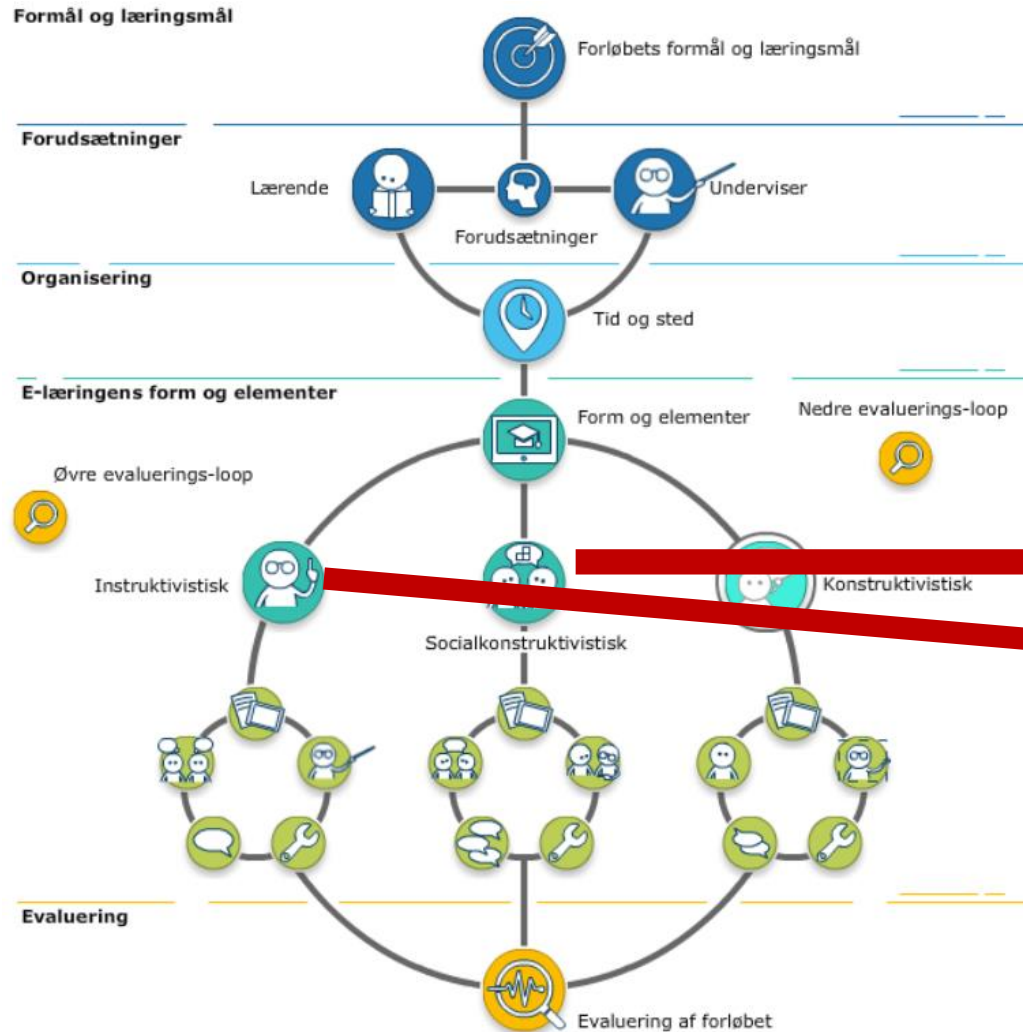 Formål og læringsmål
Forløbets formål og læringsmål
Forudsætninger
Lærende
Underviser
Forudsætninger
Organisering
Tid og sted
E-læringens form og elementer
Form og elementer
Nedre evaluerings-loop
Øvre evaluerings-loop
Instruktivistisk
Konstruktivistisk
Socialkonstruktivistisk
Evaluering
Evaluering af forløbet